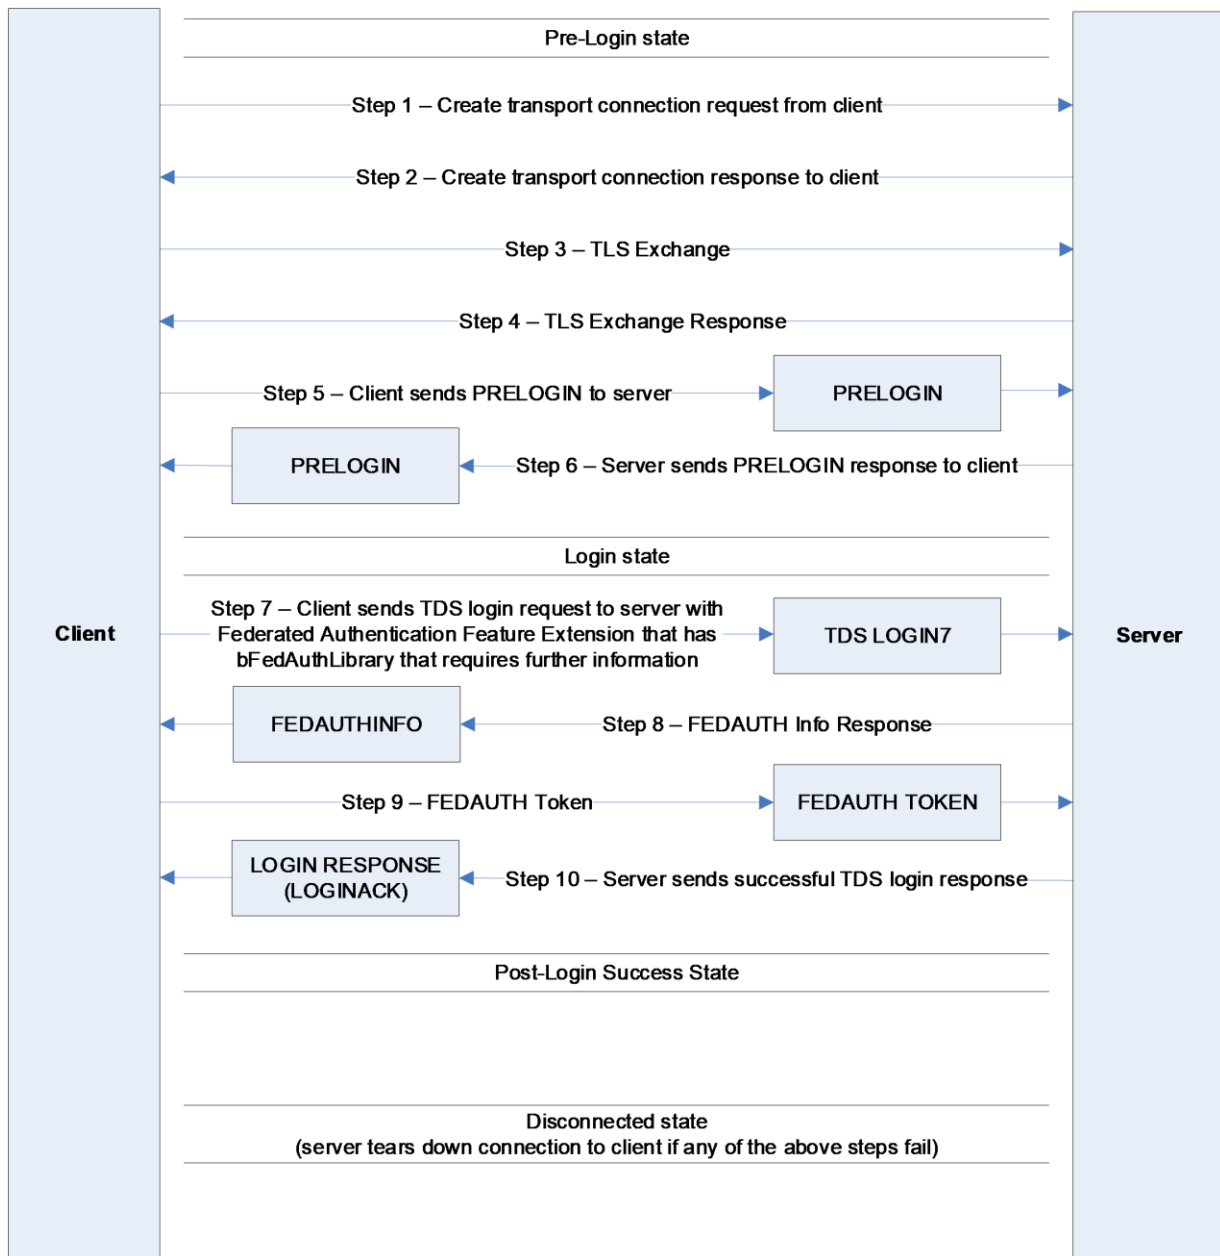 Pre-Login state
Step 1 – Create transport connection request from client
Step 2 – Create transport connection response to client
Step 3 – TLS Exchange
Step 4 – TLS Exchange Response
Step 5 – Client sends PRELOGIN to server
PRELOGIN
PRELOGIN
Step 6 – Server sends PRELOGIN response to client
Login state
Client
Step 7 – Client sends TDS login request to server with
Federated Authentication Feature Extension that has
bFedAuthLibrary that requires further information
TDS LOGIN7
Server
FEDAUTHINFO
Step 8 – FEDAUTH Info Response
Step 9 – FEDAUTH Token
FEDAUTH TOKEN
LOGIN RESPONSE
(LOGINACK)
Step 10 – Server sends successful TDS login response
Post-Login Success State
Disconnected state
(server tears down connection to client if any of the above steps fail)